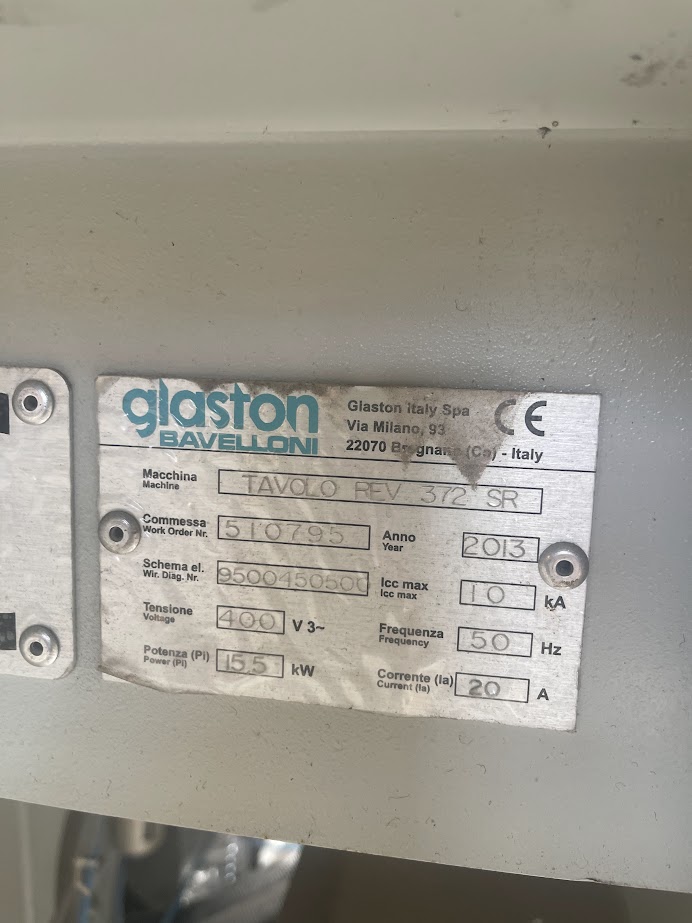 glaston
BAVELLONI
Glaston Italy Spa
Via Milano, 93
22070 Bregnano (Co) - Italy
CE
Macchina
Machine
TAVOLO REV 372 SR
Commessa
Work Order Nr.
510795
Anno
Year
2013
Schema el.
Wir. Diag. Nr.
9500450500
Icc max
Icc max
10 kA
Tensione
Voltage
400 V 3~
Frequenza
Frequency
50 Hz
Potenza (Pi)
Power (Pi)
15.5 kW
Corrente (Ia)
Current (Ia)
20 A